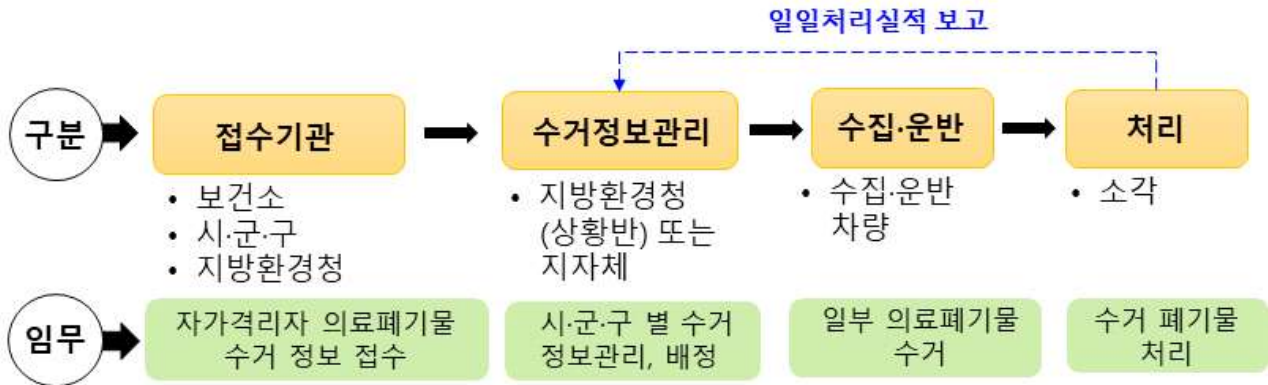 일일처리실적 보고
구분
접수기관
수거정보관리
수집·운반
처리
• 보건소
• 시·군·구
• 지방환경청
• 지방환경청
(상황반) 또는
지자체
• 수집·운반
차량
• 소각
임무
자가격리자 의료폐기물
수거 정보 접수
시·군·구 별 수거
정보관리, 배정
일부 의료폐기물
수거
수거 폐기물
처리